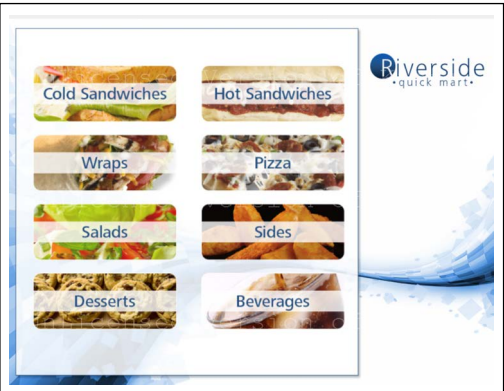 Riverside
•quick mart•
Cold Sandwiches
Hot Sandwiches
Wraps
Pizza
Salads
Sides
Desserts
Beverages